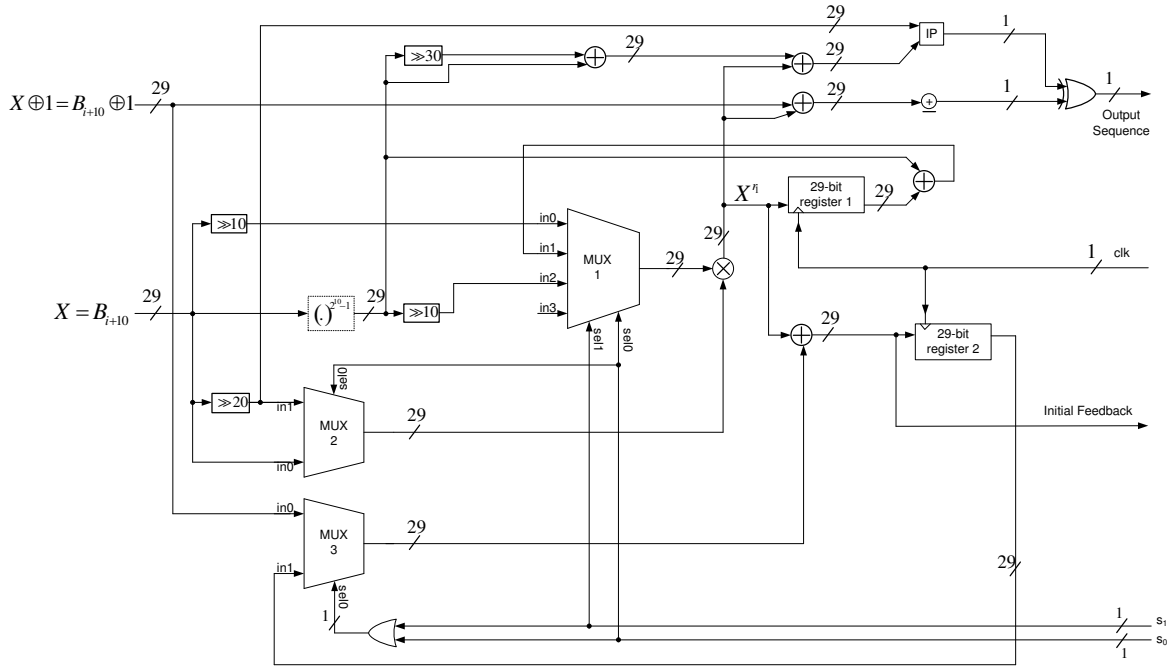 29
≫30
29
29
IP
1
X⊕1=B_{i+10}⊕1
29
29
1
1
Output
Sequence
X^{r_i}
29-bit
register 1
29
≫10
in0
in1
in2
in3
MUX
1
29
29
1
clk
X=B_{i+10}
29
(.)^{2^{10}-1}
29
≫10
sel1
sel0
29
29-bit
register 2
≫20
in1
sel0
MUX
2
in0
29
Initial Feedback
in0
MUX
3
in1
29
sel0
29
1
1
s₁
1
s₀